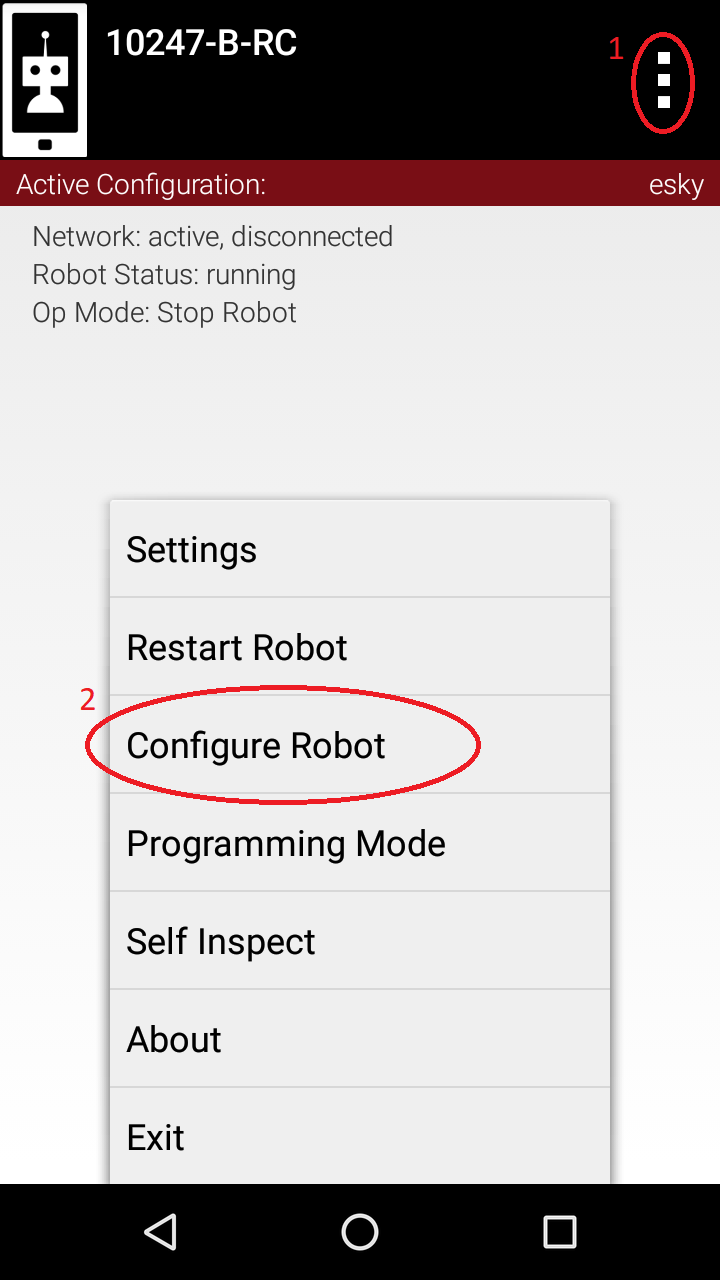 10247-B-RC
1
Active Configuration: esky
Network: active, disconnected
Robot Status: running
Op Mode: Stop Robot
Settings
Restart Robot
2
Configure Robot
Programming Mode
Self Inspect
About
Exit